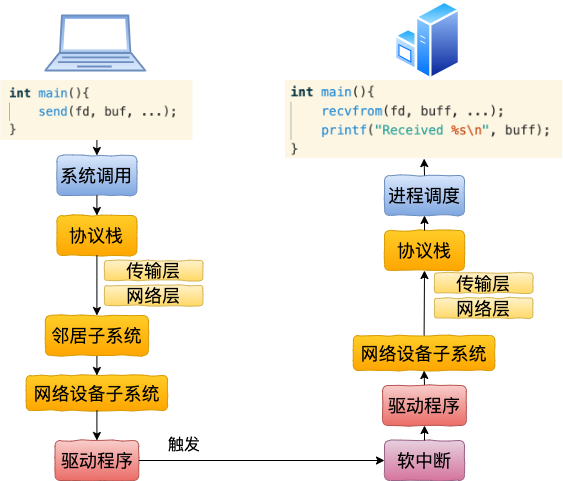 int main(){
send(fd, buf, ...);
}
系统调用
协议栈
传输层
网络层
邻居子系统
网络设备子系统
驱动程序
触发
int main(){
recvfrom(fd, buff, ...);
printf("Received %s\n", buff);
}
进程调度
协议栈
传输层
网络层
网络设备子系统
驱动程序
软中断